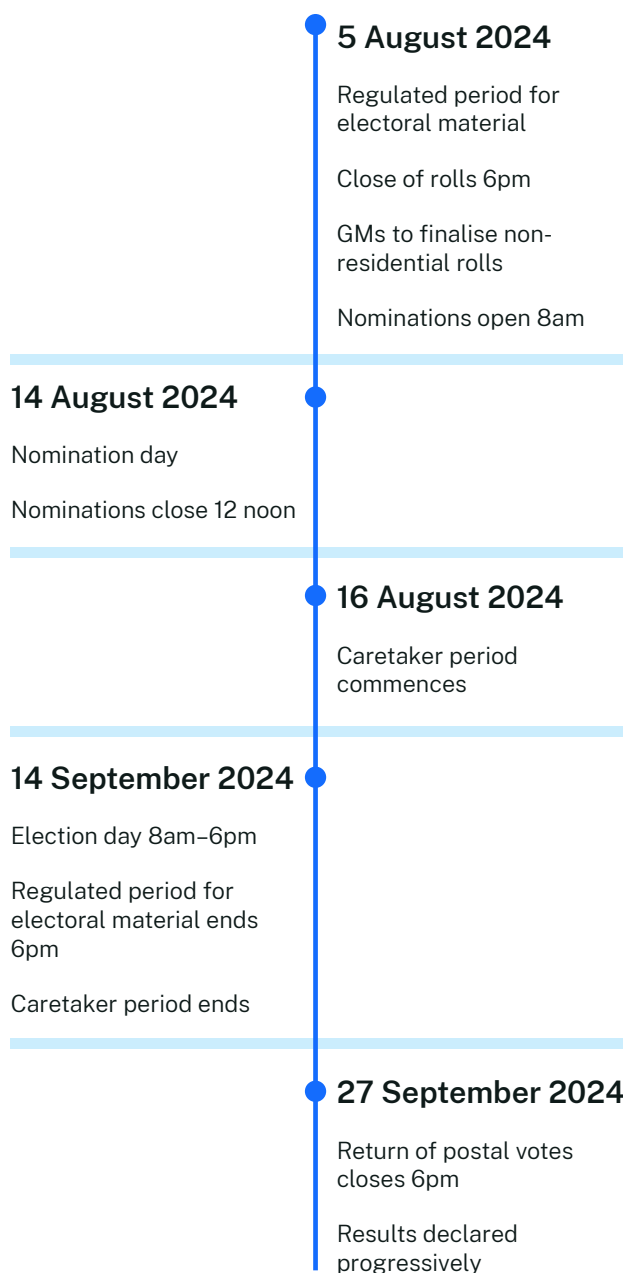 5 August 2024
Regulated period for
electoral material
Close of rolls 6pm
GMs to finalise non-
residential rolls
Nominations open 8am
14 August 2024
Nomination day
Nominations close 12 noon
16 August 2024
Caretaker period
commences
14 September 2024
Election day 8am–6pm
Regulated period for
electoral material ends
6pm
Caretaker period ends
27 September 2024
Return of postal votes
closes 6pm
Results declared
progressively